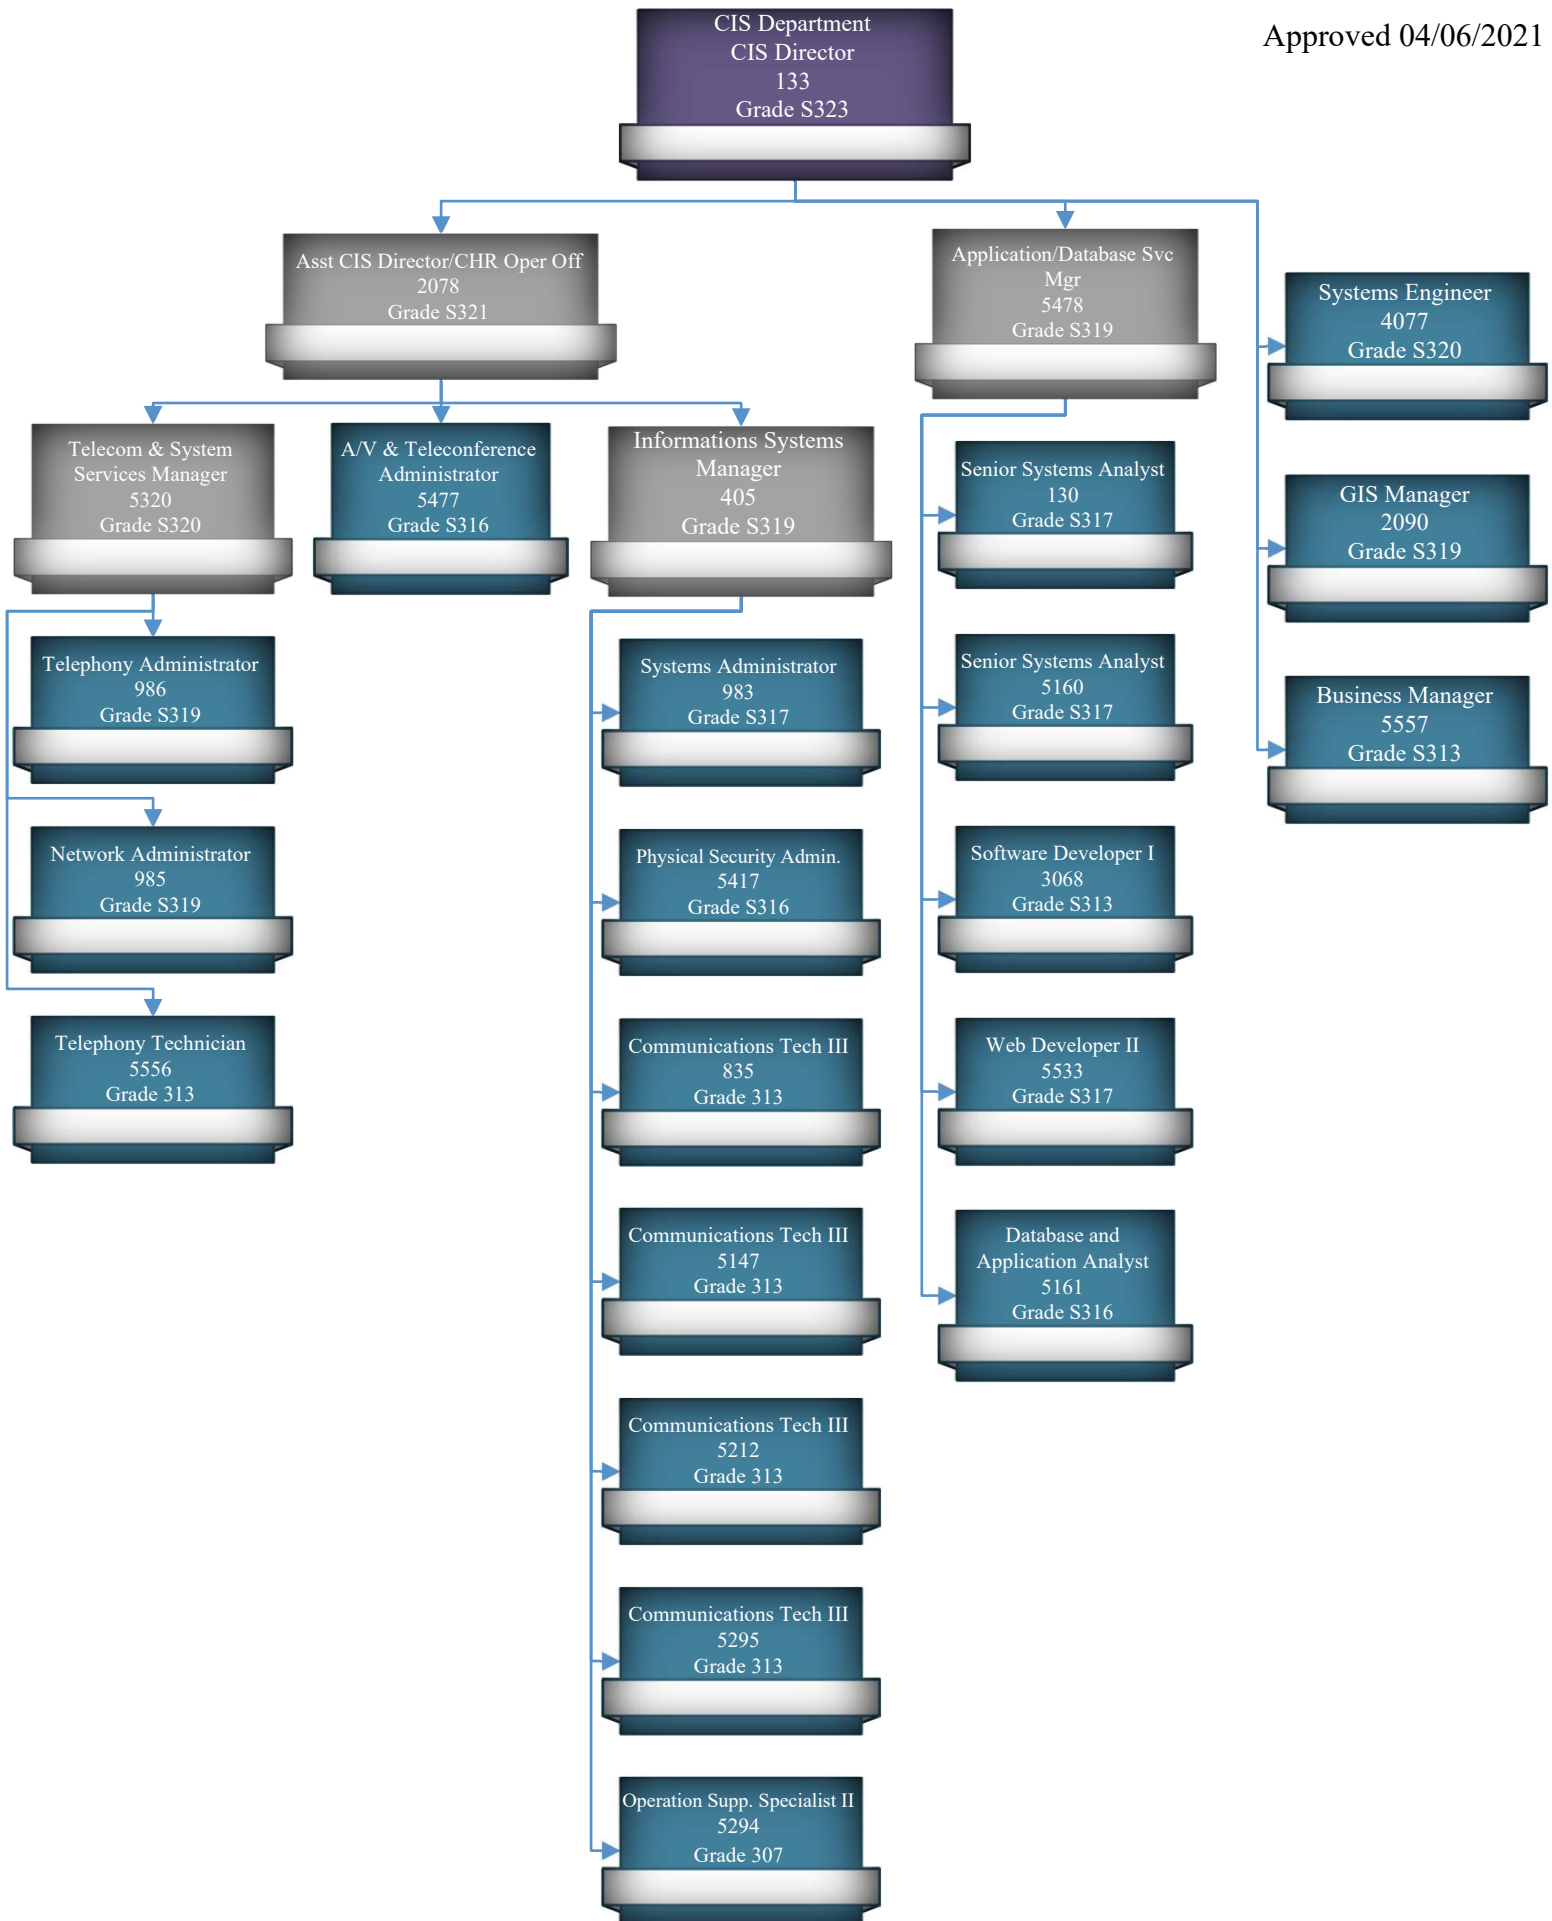 Approved 04/06/2021
CIS Department
CIS Director
133
Grade S323
Asst CIS Director/CHR Oper Off
2078
Grade S321
Application/Database Svc
Mgr
5478
Grade S319
Systems Engineer
4077
Grade S320
GIS Manager
2090
Grade S319
Business Manager
5557
Grade S313
Telecom & System
Services Manager
5320
Grade S320
A/V & Teleconference
Administrator
5477
Grade S316
Informations Systems
Manager
405
Grade S319
Telephony Administrator
986
Grade S319
Network Administrator
985
Grade S319
Telephony Technician
5556
Grade 313
Systems Administrator
983
Grade S317
Physical Security Admin.
5417
Grade S316
Communications Tech III
835
Grade 313
Communications Tech III
5147
Grade 313
Communications Tech III
5212
Grade 313
Communications Tech III
5295
Grade 313
Operation Supp. Specialist II
5294
Grade 307
Senior Systems Analyst
130
Grade S317
Senior Systems Analyst
5160
Grade S317
Software Developer I
3068
Grade S313
Web Developer II
5533
Grade S317
Database and
Application Analyst
5161
Grade S316